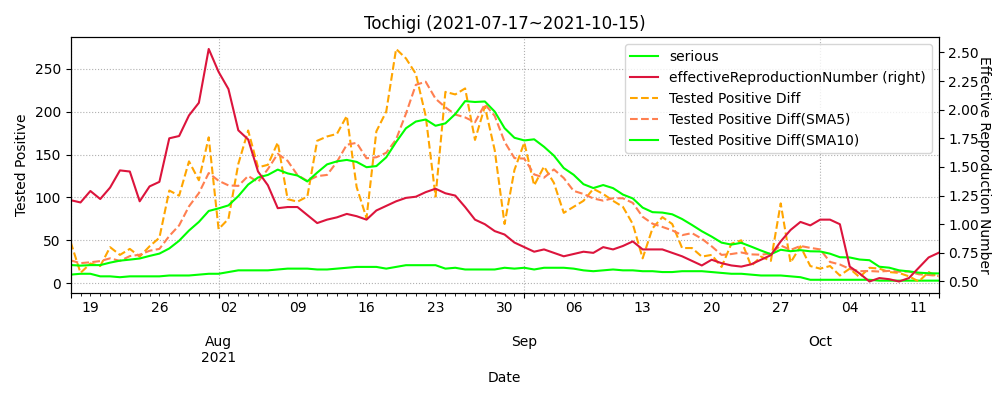 Tochigi (2021-07-17~2021-10-15)
serious
effectiveReproductionNumber (right)
Tested Positive Diff
Tested Positive Diff(SMA5)
Tested Positive Diff(SMA10)
Tested Positive
250
200
150
100
50
0
2.50
2.25
2.00
1.75
1.50
1.25
1.00
0.75
0.50
Effective Reproduction Number
19 26 02 09 16 23 30 06 13 20 27 04 11
Aug Sep Oct
2021
Date